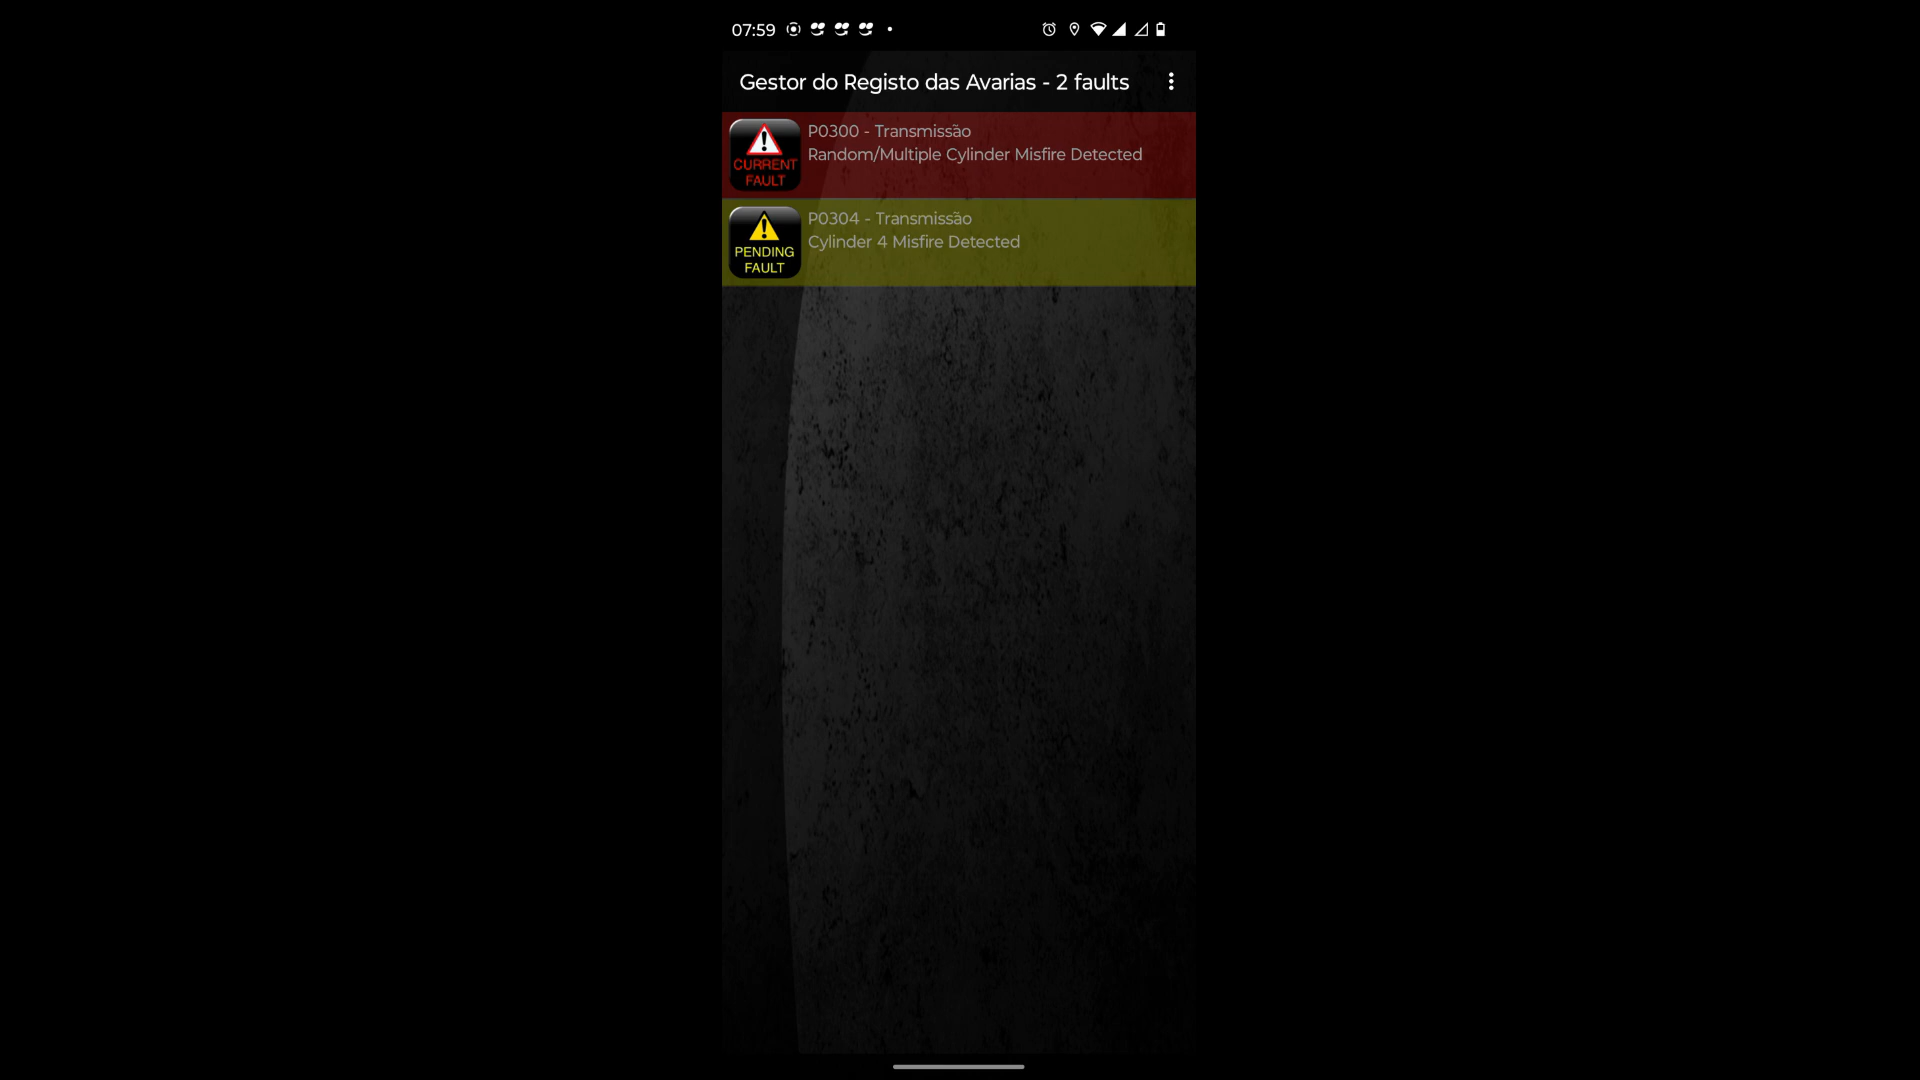 07:59
Gestor do Registo das Avarias - 2 faults
CURRENT
FAULT
P0300 - Transmissão
Random/Multiple Cylinder Misfire Detected
PENDING
FAULT
P0304 - Transmissão
Cylinder 4 Misfire Detected